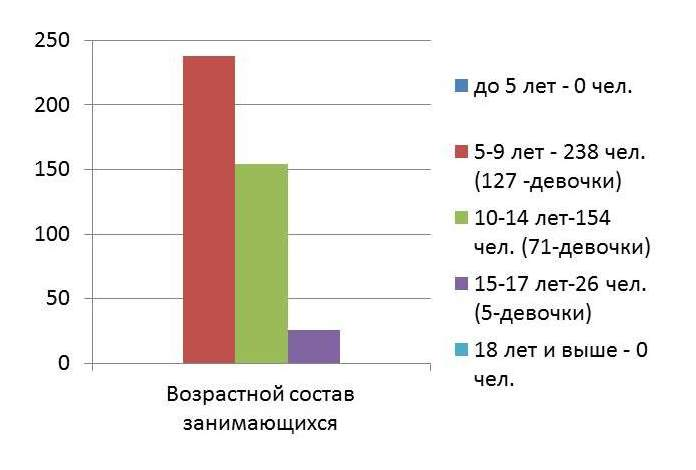 250
200
150
100
50
0
Возрастной состав
занимающихся
до 5 лет - 0 чел.
5-9 лет - 238 чел.
(127 -девочки)
10-14 лет-154
чел. (71-девочки)
15-17 лет-26 чел.
(5-девочки)
18 лет и выше - 0
чел.